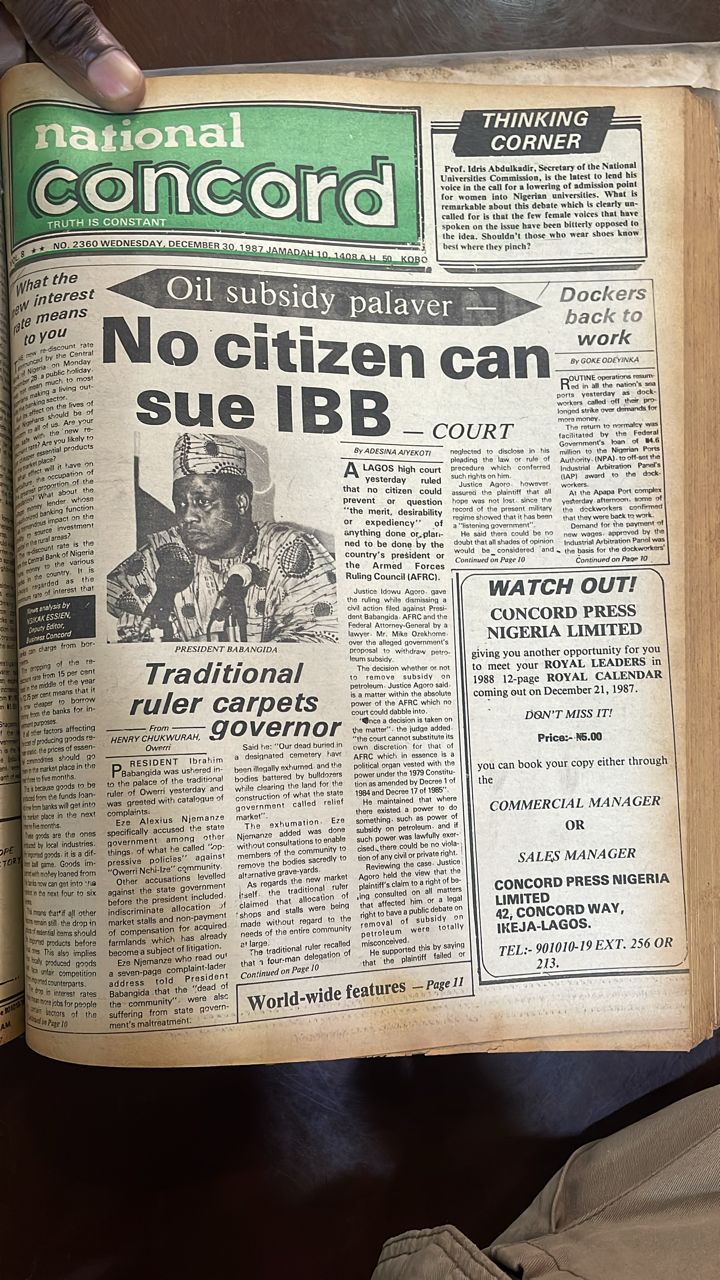 national
concord
TRUTH IS CONSTANT
NO. 2360 WEDNESDAY, DECEMBER 30, 1987 JAMADAH 10, 1408 A.H. 50 KOBO
THINKING
CORNER
Prof. Idris Abdulkadir, Secretary of the National
Universities Commission, is the latest to lend his
voice in the call for a lowering of admission point
for women into Nigerian universities. What is
remarkable about this debate which is clearly un-
called for is that the few female voices that have
spoken on the issue have been bitterly opposed to
the idea. Shouldn't those who wear shoes know
best where they pinch?
What the
new interest
rate means
to you
News analysis by
Deputy Editor,
Business Concord
Oil subsidy palaver —
No citizen can
sue IBB — COURT
PRESIDENT BABANGIDA
By ADESINA AIYEKOTI
A LAGOS high court
yesterday ruled
that no citizen could
prevent or question
"the merit, desirability
or expediency" of
anything done or plan-
ned to be done by the
country's president or
the Armed Forces
Ruling Council (AFRC).
Justice Idowu Agoro, gave
the ruling while dismissing a
civil action filed against Presi-
dent Babangida, AFRC and the
Federal Attorney-General by a
lawyer, Mr. Mike Ozekhome
over the alleged government's
proposal to withdraw petro-
leum subsidy.
The decision whether or not
to remove subsidy on
petroleum, Justice Agoro said,
is a matter within the absolute
power of the AFRC which no
court could dabble into.
"Once a decision is taken on
the matter", the judge added,
"the court cannot substitute its
own discretion for that of
AFRC which in essence is a
political organ vested with the
power under the 1979 Constitu-
tion as amended by Decree 1 of
1984 and Decree 17 of 1985".
He maintained that where
there existed a power to do
something, such as power of
subsidy on petroleum, and if
such power was lawfully exer-
cised, there could be no viola-
tion of any civil or private right.
Reviewing the case, Justice
Agoro held the view that the
plaintiff's claim to a right of be-
ing consulted on all matters
that affected him or a legal
right to have a public debate on
removal of subsidy on
petroleum were totally
misconceived.
He supported this by saying
that the plaintiff failed or
neglected to disclose in his
pleading the law or rule of
procedure which conferred
such rights on him.
Justice Agoro, however,
assured the plaintiff that all
hope was not lost, since the
record of the present military
regime showed it has been
a "listening government".
He said there could be no
doubt that all shades of opinion
would be considered and
Continued on Page 10
Dockers
back to
work
By GOKE ODEYINKA
ROUTINE operations resum-
ed in all the nation's sea
ports yesterday as dock-
workers called off their pro-
longed strike over demands for
more money.
The return to normalcy was
facilitated by the Federal
Government's loan of ₦4.6
million to the Nigerian Ports
Authority (NPA), to off-set the
Industrial Arbitration Panel's
(IAP) award to the dock-
workers.
At the Apapa Port complex
yesterday afternoon, some of
the dockworkers confirmed
that they were back to work.
Demand for the payment of
new wages, approved by the
Industrial Arbitration Panel was
the basis for the dockworkers'
Continued on Page 10
Traditional
ruler carpets
governor
From
HENRY CHUKWURAH,
Owerri
PRESIDENT Ibrahim
Babangida was ushered in-
to the palace of the traditional
ruler of Owerri yesterday and
was greeted with catalogue of
complaints.
Eze Alexius Njemanze
specifically accused the state
government among other
things, of what he called "op-
pressive policies" against
"Owerri Nchi-Ize" community.
Other accusations levelled
against the state government
before the president included,
indiscriminate allocation of
market stalls and non-payment
of compensation for acquired
farmlands which has already
become a subject of litigation.
Eze Njemanze who read out
a seven-page complaint-lader
address told President
Babangida that the "dead of
the community", were also
suffering from state govern-
ment's maltreatment.
Said he: "Our dead buried in
a designated cemetary have
been illegally exhumed, and the
bodies battered by bulldozers
while clearing the land for the
construction of what the state
government called relief
market".
The exhumation, Eze
Njemanze added was done
without consultations to enable
members of the community to
remove the bodies sacredly to
alternative grave-yards.
As regards the new market
itself, the traditional ruler
claimed that allocation of
shops and stalls were being
made without regard to the
needs of the entire community
at large.
The traditional ruler recalled
that a four-man delegation of
Continued on Page 10
World-wide features — Page 11
WATCH OUT!
CONCORD PRESS
NIGERIA LIMITED
giving you another opportunity for you
to meet your ROYAL LEADERS in
1988 12-page ROYAL CALENDAR
coming out on December 21, 1987.
DON'T MISS IT!
Price:- ₦5.00
you can book your copy either through
the
COMMERCIAL MANAGER
OR
SALES MANAGER
CONCORD PRESS NIGERIA
LIMITED
42, CONCORD WAY,
IKEJA-LAGOS.
TEL:- 901010-19 EXT. 256 OR
213.